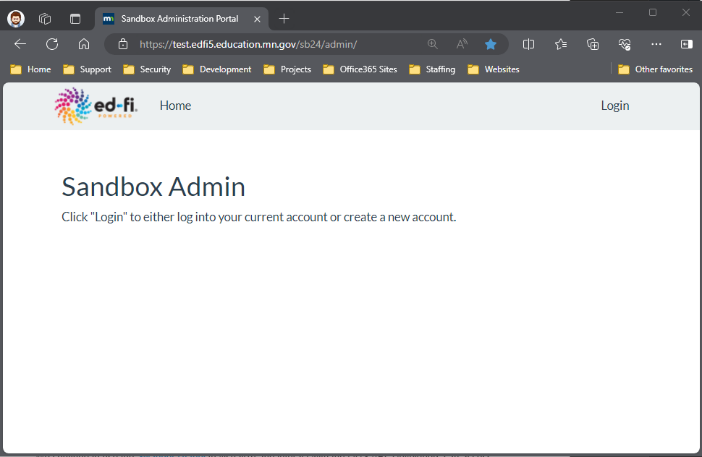 Sandbox Administration Portal
https://test.edfi5.education.mn.gov/sb24/admin/
Home Support Security Development Projects Office365 Sites Staffing Websites Other favorites
ed-fi. Home Login
POWERED
Sandbox Admin
Click "Login" to either log into your current account or create a new account.